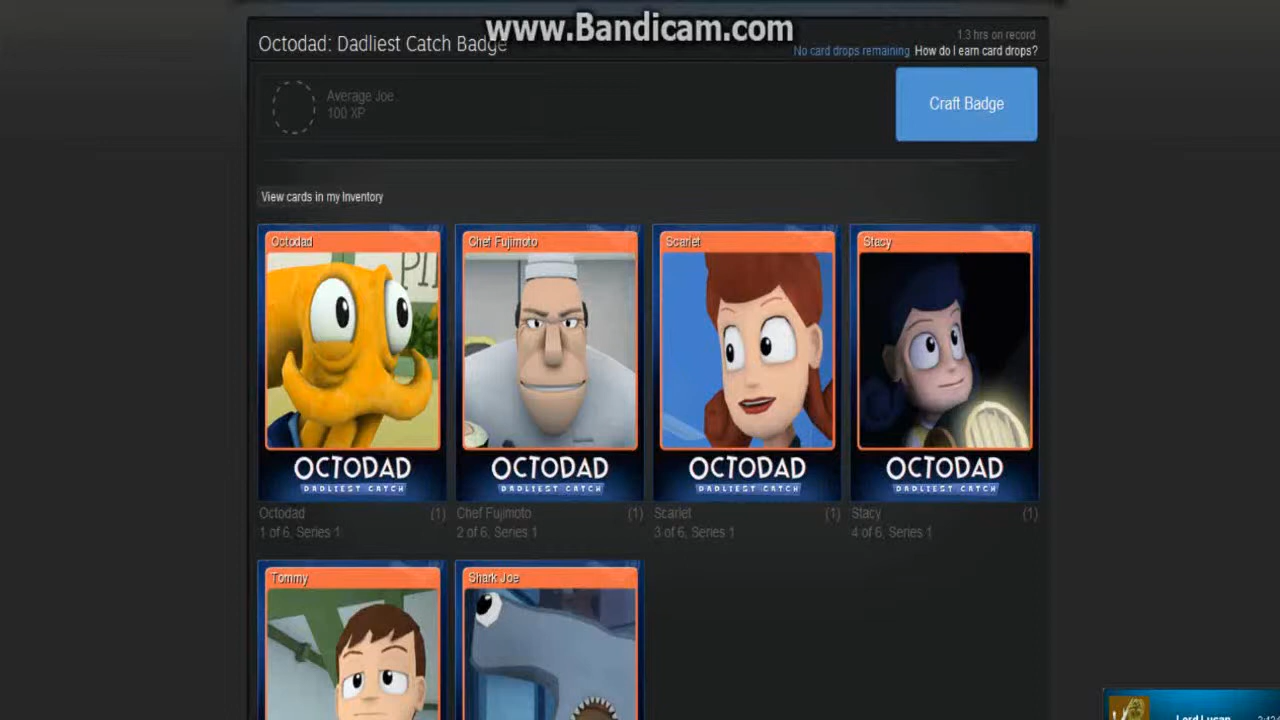 www.Bandicam.com
Octodad: Dadliest Catch Badge
1.3 hrs on record
No card drops remaining How do I earn card drops?
Average Joe
100 XP
Craft Badge
View cards in my Inventory
Octodad
Chef Fujimoto
Scarlet
Stacy
OCTODAD
DADLIEST CATCH
OCTODAD
DADLIEST CATCH
OCTODAD
DADLIEST CATCH
OCTODAD
DADLIEST CATCH
Octodad (1)
1 of 6, Series 1
Chef Fujimoto (1)
2 of 6, Series 1
Scarlet (1)
3 of 6, Series 1
Stacy (1)
4 of 6, Series 1
Tommy
Shark Joe